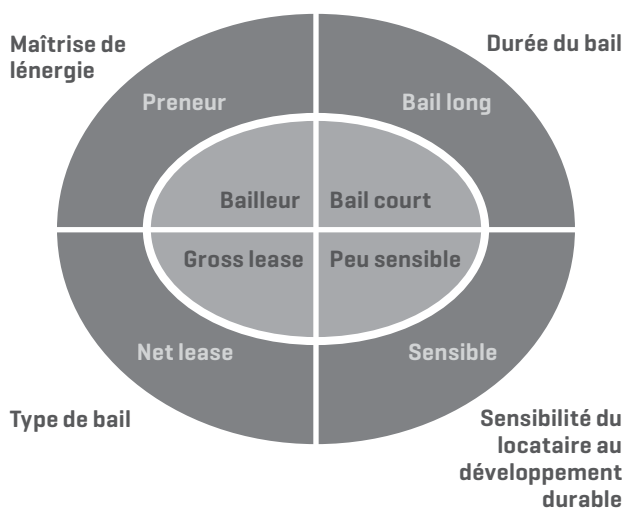 Maîtrise de
lénergie
Durée du bail
Preneur
Bail long
Bailleur
Bail court
Gross lease
Peu sensible
Net lease
Sensible
Type de bail
Sensibilité du
locataire au
développement
durable